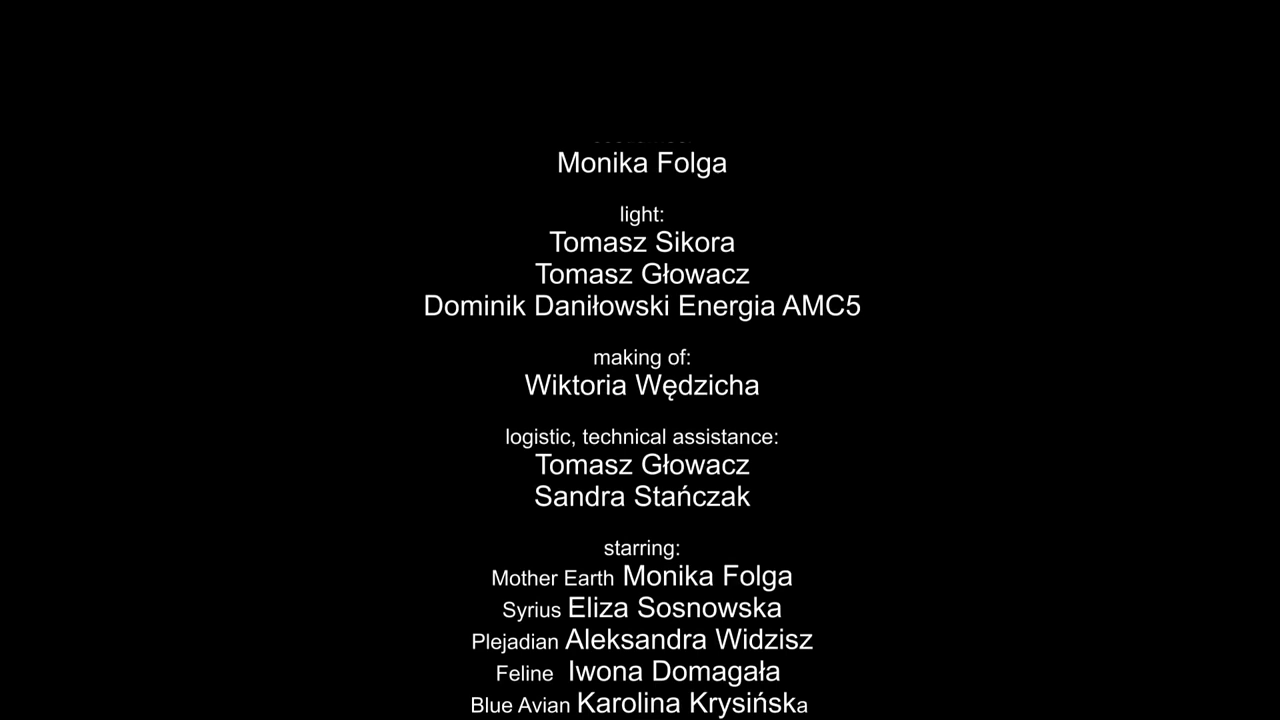 Monika Folga
light:
Tomasz Sikora
Tomasz Głowacz
Dominik Daniłowski Energia AMC5
making of:
Wiktoria Wędzicha
logistic, technical assistance:
Tomasz Głowacz
Sandra Stańczak
starring:
Mother Earth Monika Folga
Syrius Eliza Sosnowska
Plejadian Aleksandra Widzisz
Feline Iwona Domagała
Blue Avian Karolina Krysińska